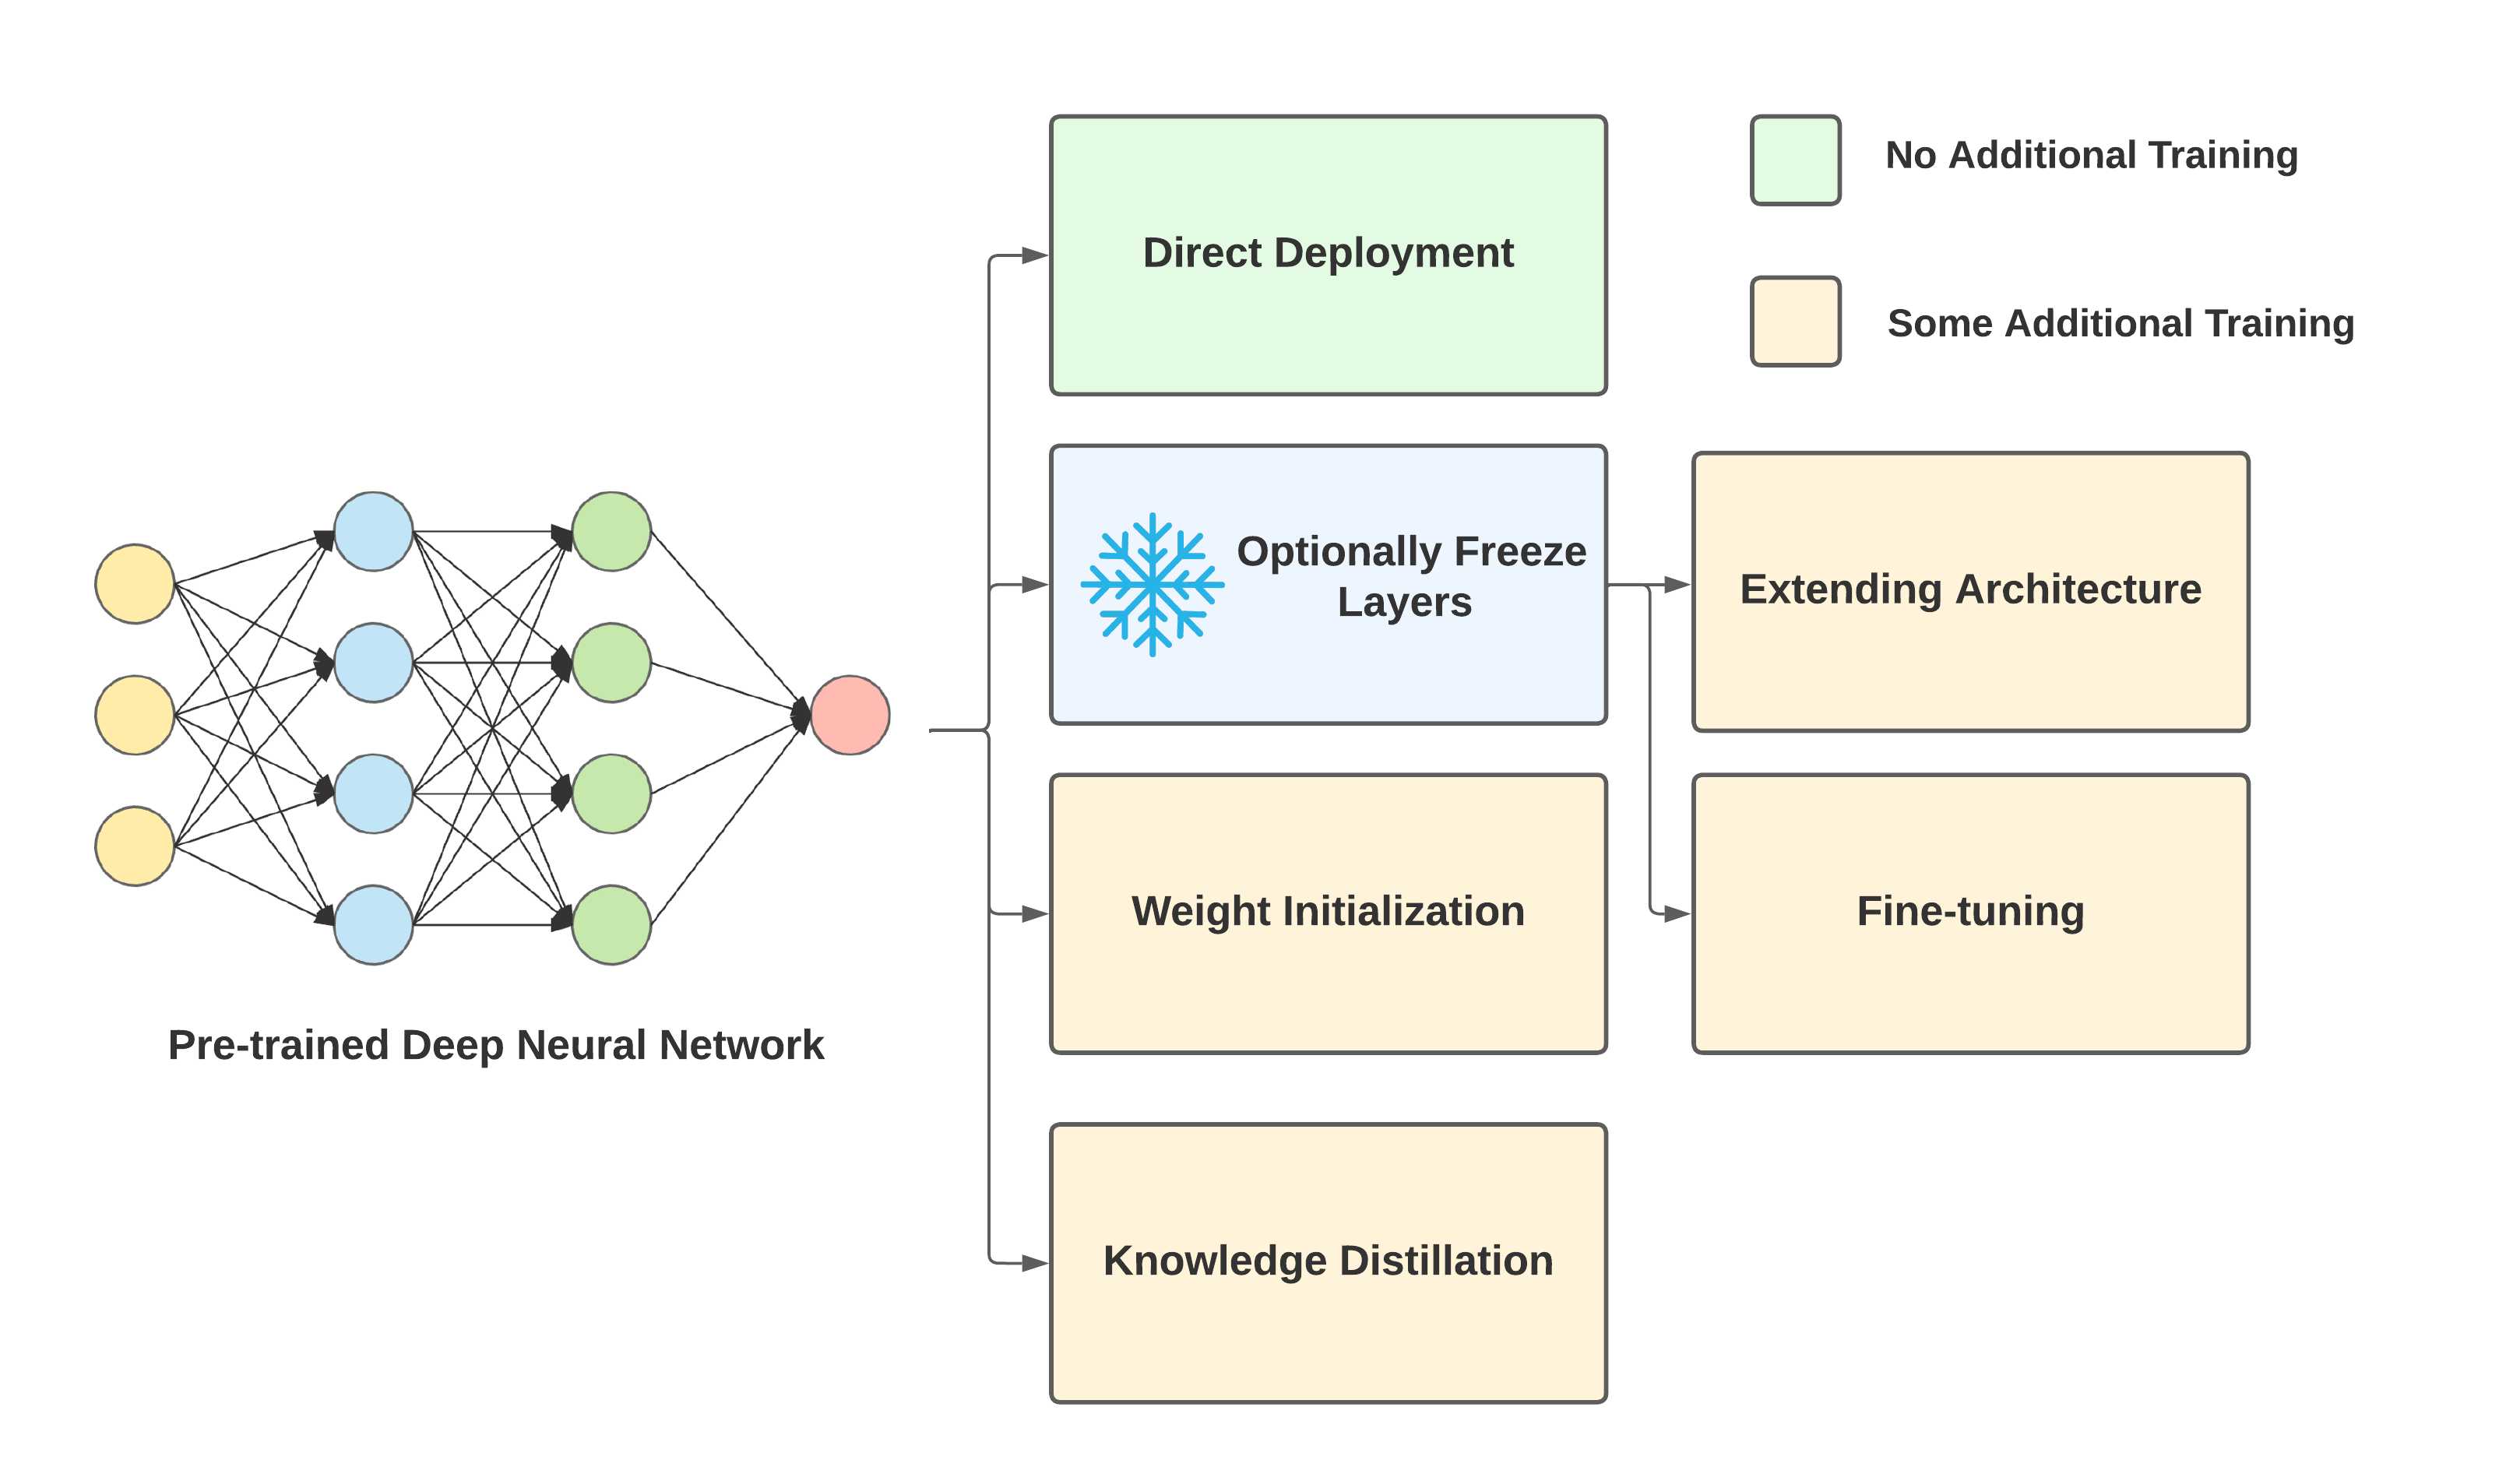 Direct Deployment
No Additional Training
Some Additional Training
Optionally Freeze
Layers
Extending Architecture
Weight Initialization
Fine-tuning
Pre-trained Deep Neural Network
Knowledge Distillation